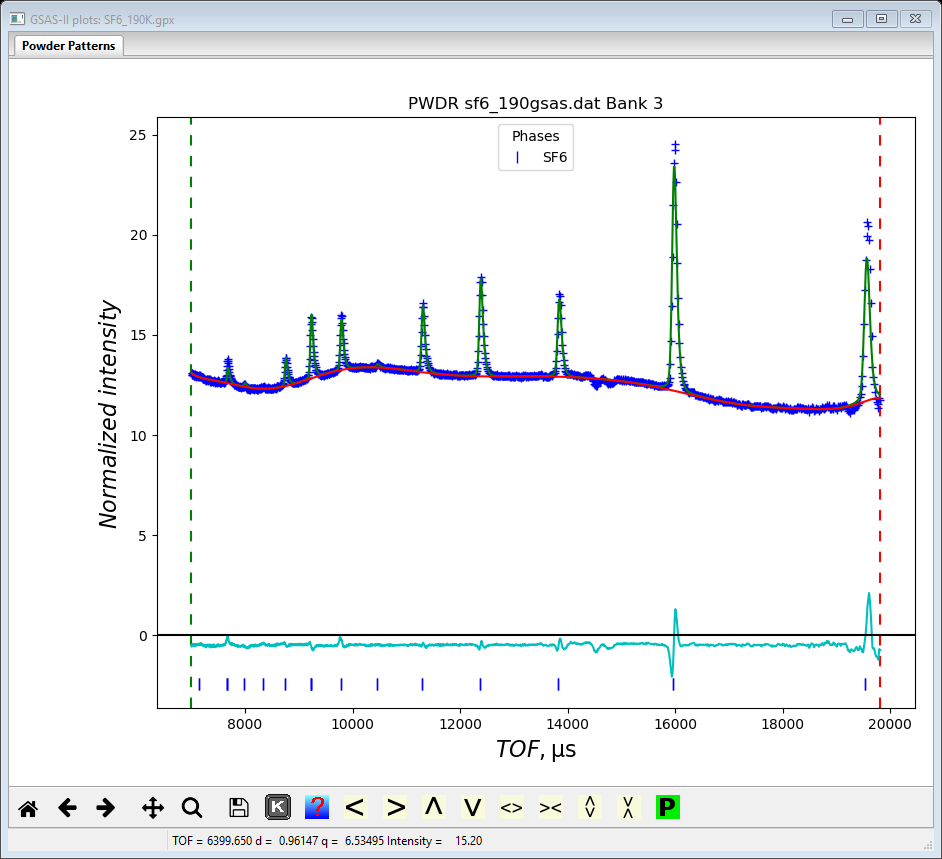 GSAS-II plots: SF6_190K.gpx
Powder Patterns
PWDR sf6_190gsas.dat Bank 3
Phases
SF6
25
20
15
10
5
0
Normalized intensity
8000 10000 12000 14000 16000 18000 20000
TOF, µs
K ? < > Λ V <> >< P
TOF = 6399.650 d = 0.96147 q = 6.53495 Intensity = 15.20